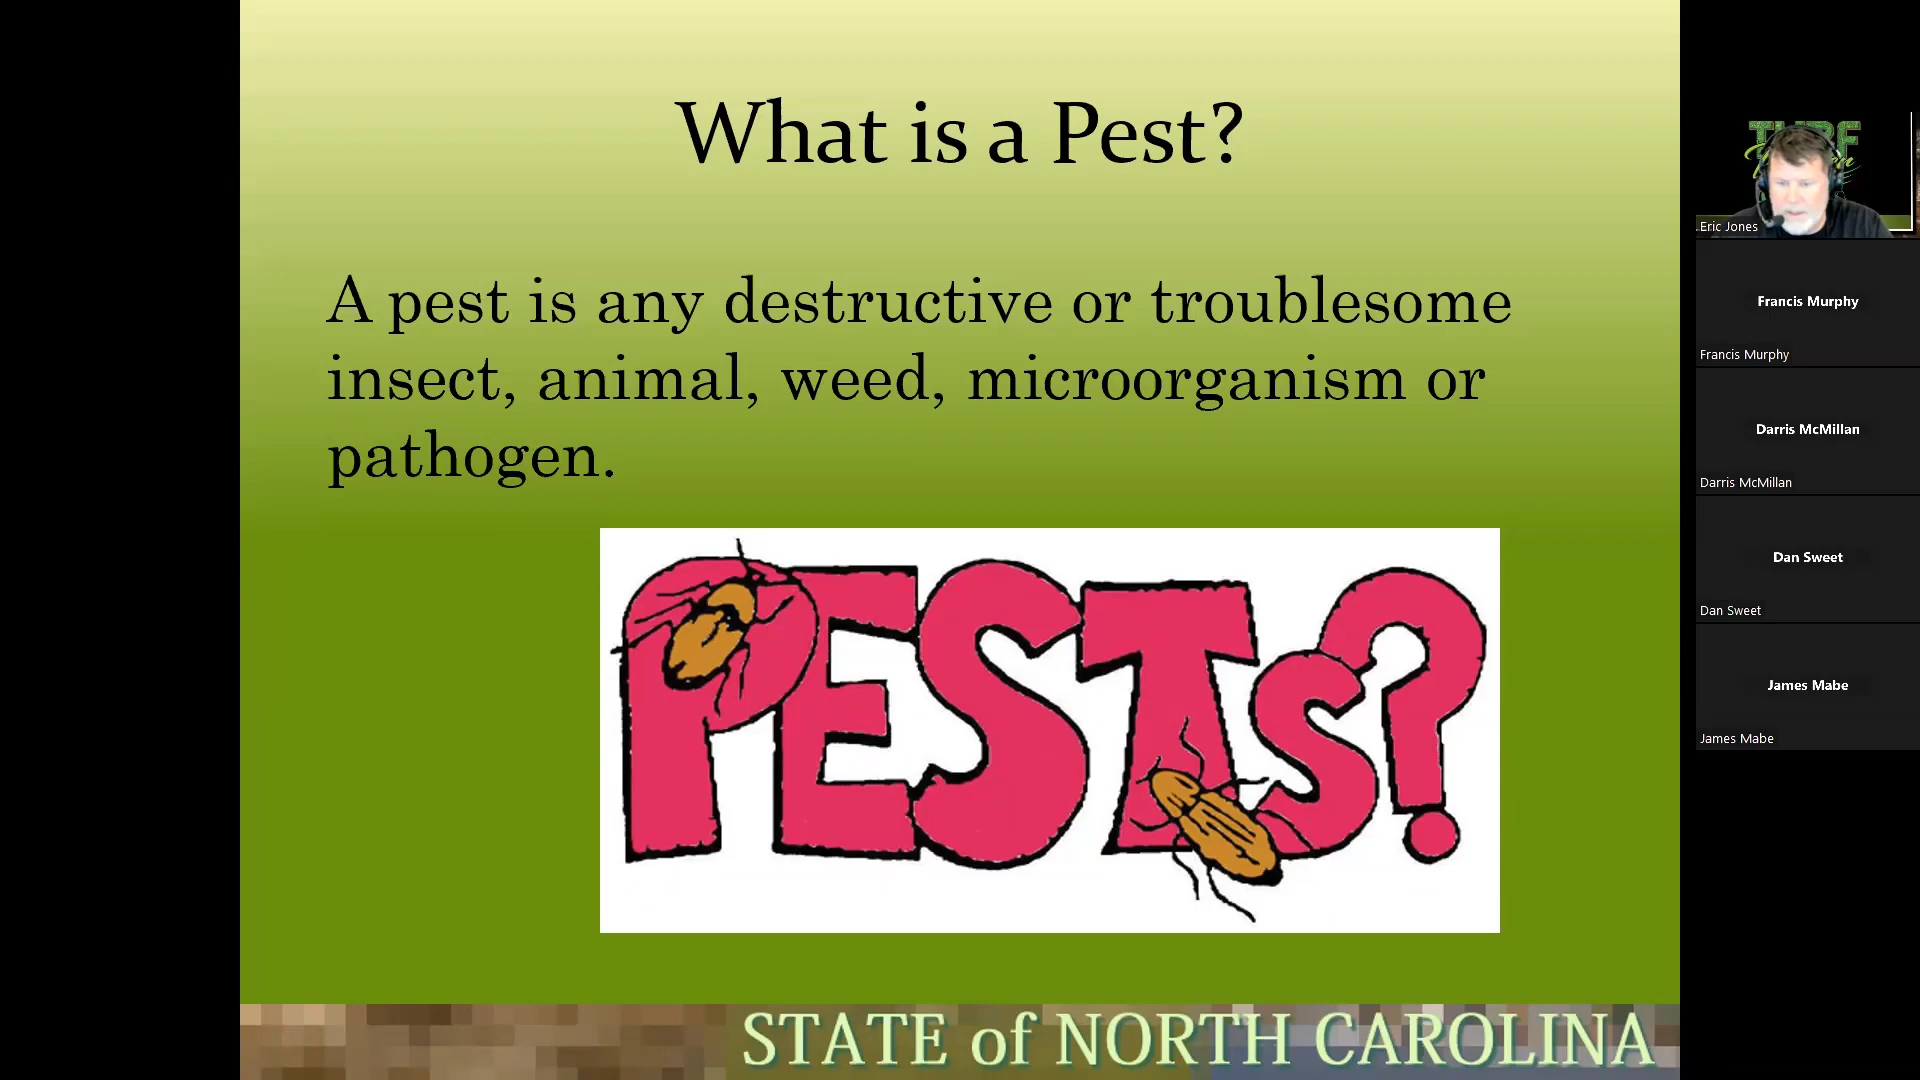 What is a Pest?
A pest is any destructive or troublesome
insect, animal, weed, microorganism or
pathogen.
PESTs?
STATE of NORTH CAROLINA
TURF
Eric Jones
Francis Murphy
Francis Murphy
Darris McMillan
Darris McMillan
Dan Sweet
Dan Sweet
James Mabe
James Mabe